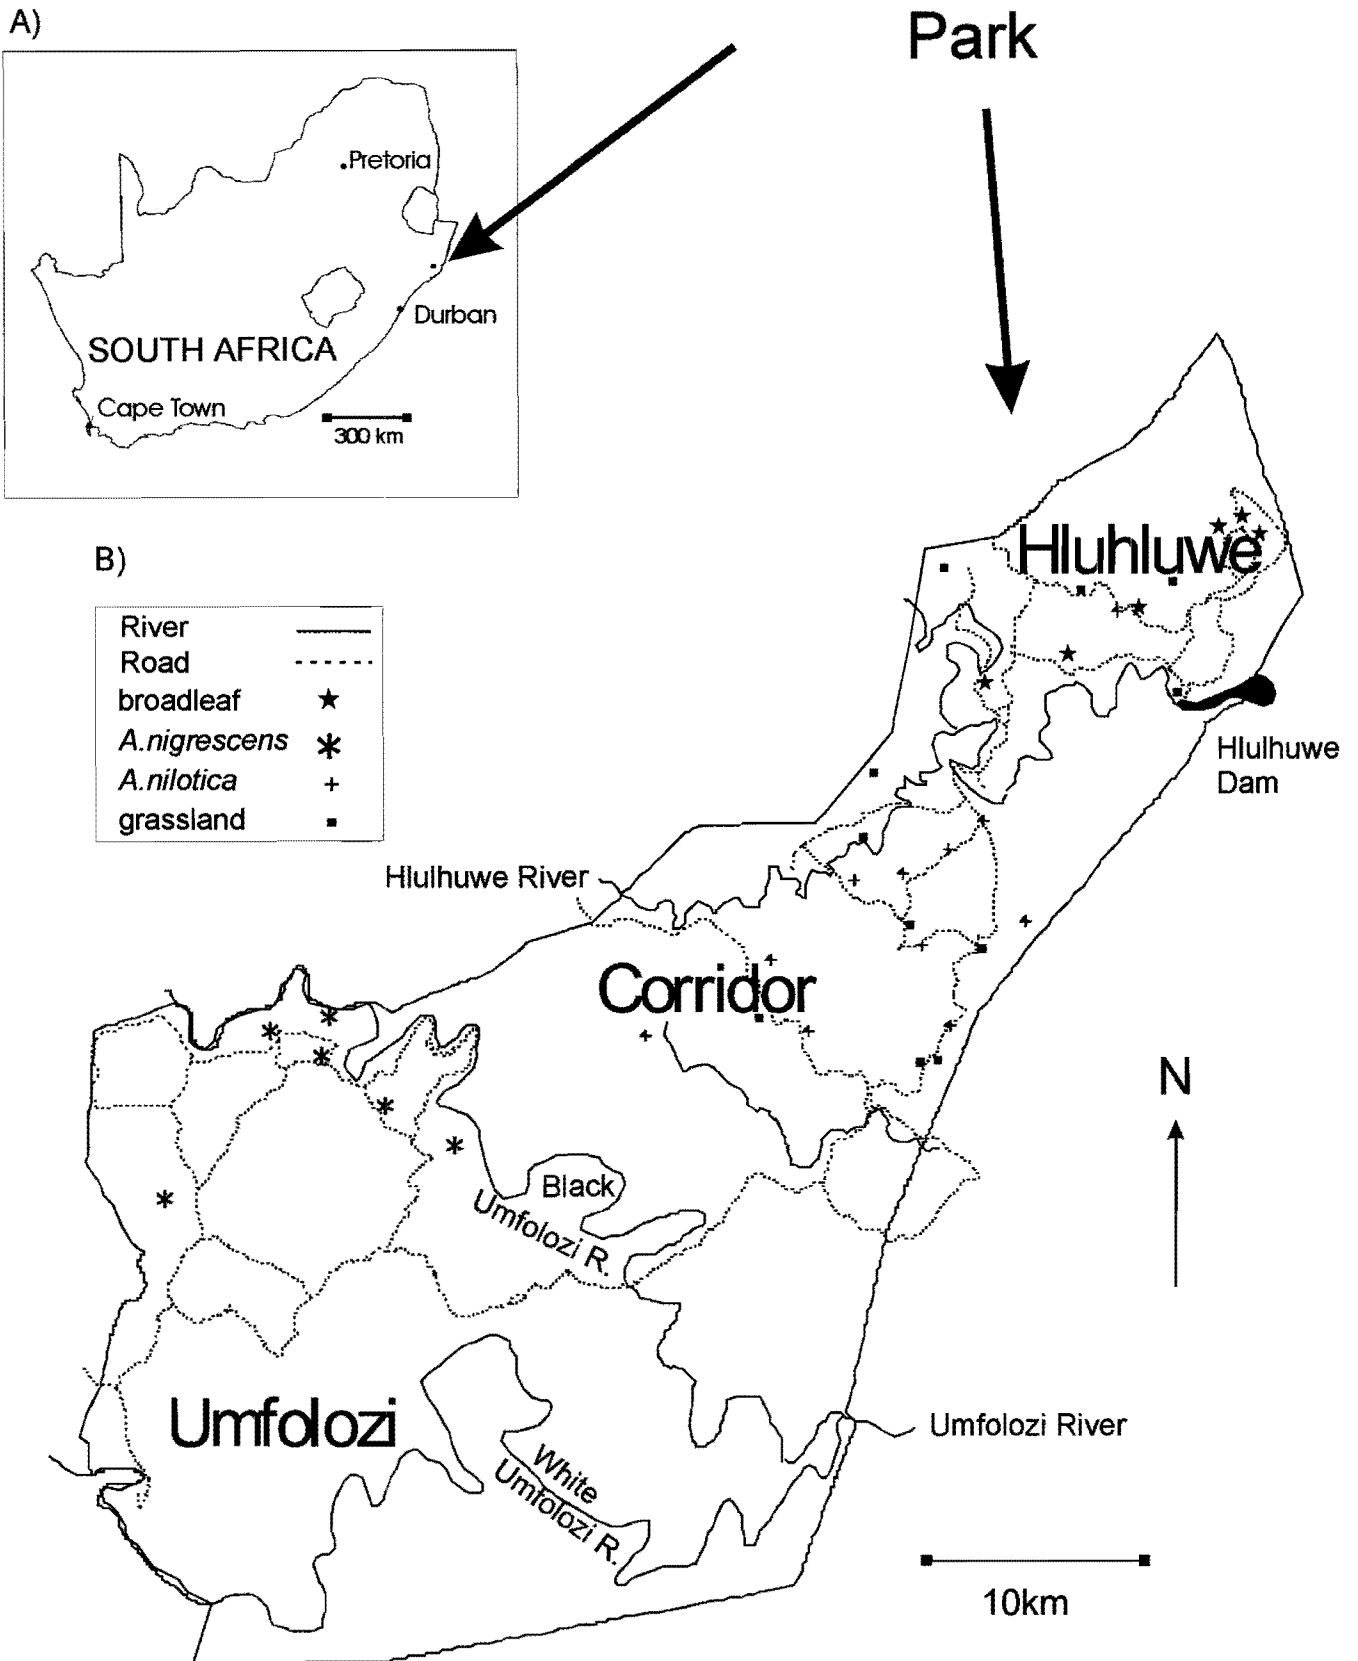 A)
Park
Pretoria
Durban
SOUTH AFRICA
Cape Town
300 km
B)
River
Road
broadleaf
A.nigrescens
A.nilotica
grassland
Hluhluwe
Hlulhuwe
Dam
Hlulhuwe River
Corridor
N
Black
Umfolozi R.
Umfolozi
White
Umfolozi R.
Umfolozi River
10km